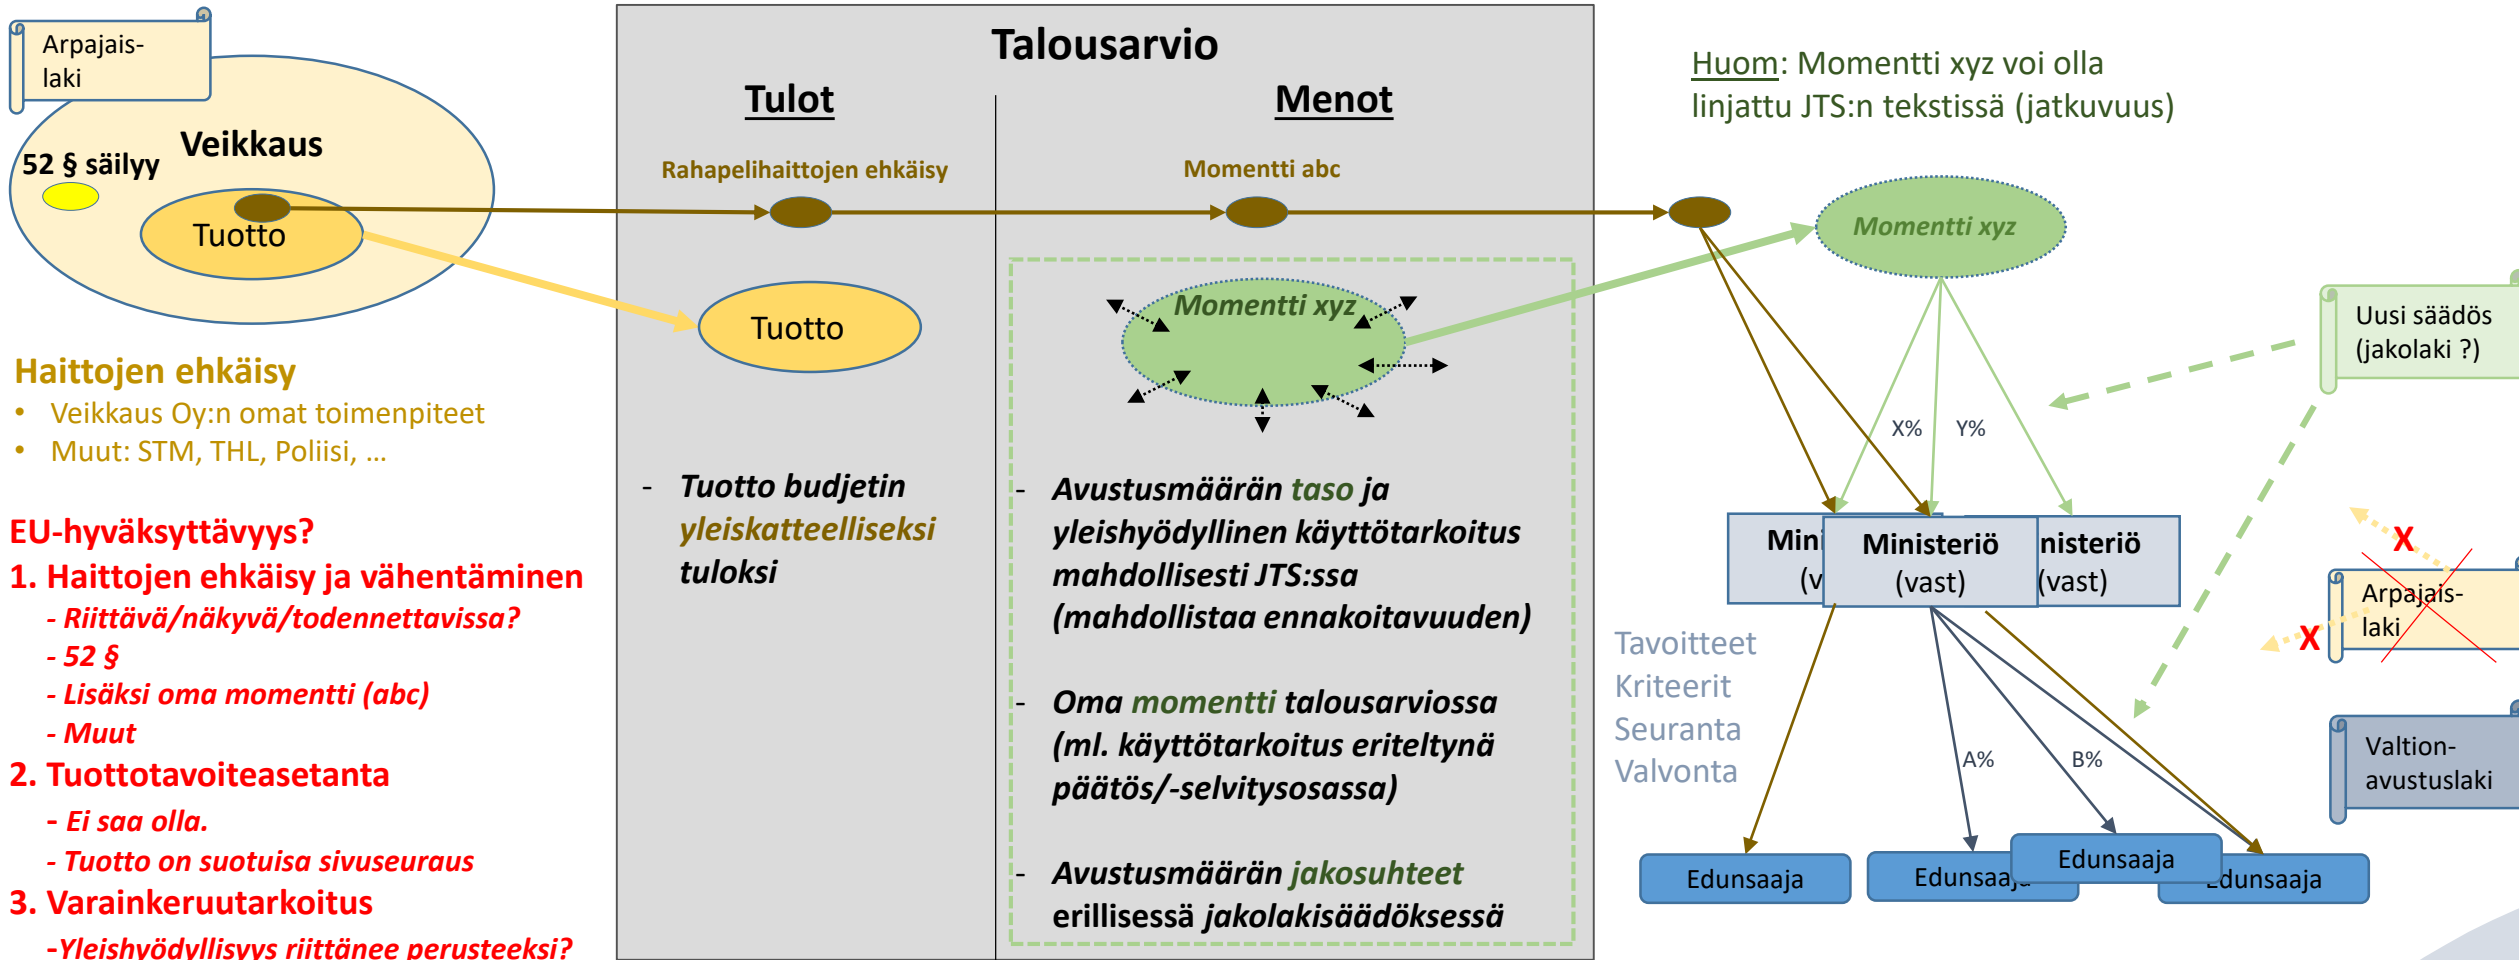 Arpajais-
laki
Veikkaus
52 § säilyy
Tuotto
Haittojen ehkäisy
• Veikkaus Oy:n omat toimenpiteet
• Muut: STM, THL, Poliisi, ...
EU-hyväksyttävyys?
1. Haittojen ehkäisy ja vähentäminen
- Riittävä/näkyvä/todennettavissa?
- 52 §
- Lisäksi oma momentti (abc)
- Muut
2. Tuottotavoiteasetanta
- Ei saa olla.
- Tuotto on suotuisa sivuseuraus
3. Varainkeruutarkoitus
-Yleishyödyllisyys riittänee perusteeksi?
Talousarvio
Tulot
Rahapelihaittojen ehkäisy
Tuotto
- Tuotto budjetin
yleiskatteelliseksi
tuloksi
Menot
Momentti abc
Momentti xyz
- Avustusmäärän taso ja
yleishyödyllinen käyttötarkoitus
mahdollisesti JTS:ssa
(mahdollistaa ennakoitavuuden)
- Oma momentti talousarviossa
(ml. käyttötarkoitus eriteltynä
päätös/-selvitysosassa)
- Avustusmäärän jakosuhteet
erillisessä jakolakisäädöksessä
Huom: Momentti xyz voi olla
linjattu JTS:n tekstissä (jatkuvuus)
Momentti xyz
Uusi säädös
(jakolaki ?)
X% Y%
Mini
(v
Ministeriö
(vast)
nisteriö
(vast)
X
Arpajais-
laki
X
Tavoitteet
Kriteerit
Seuranta
Valvonta
Valtion-
avustuslaki
A% B%
Edunsaaja
Edunsaaja
Edunsaaja
Edunsaaja